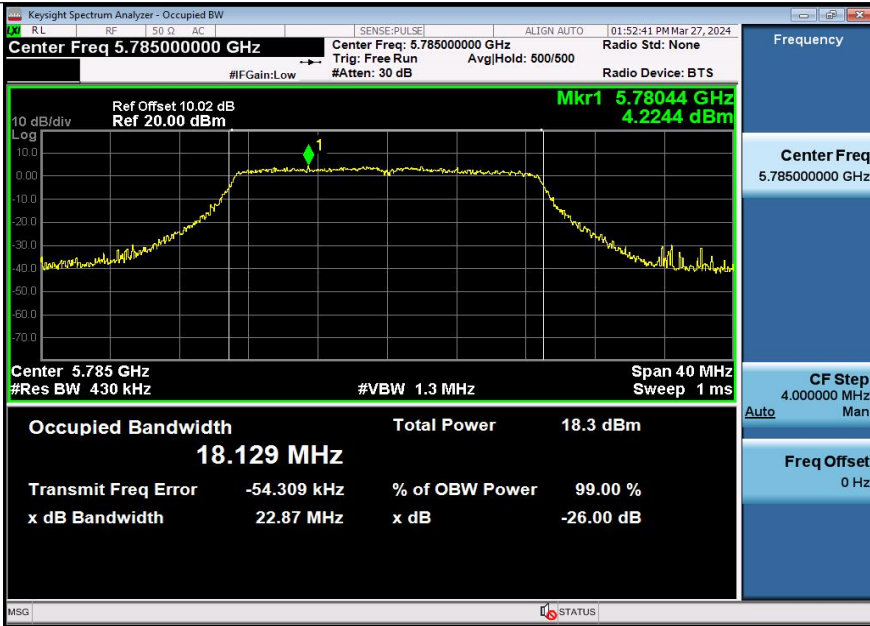 Keysight Spectrum Analyzer - Occupied BW
LXI RL RF 50 Ω AC SENSE:PULSE ALIGN AUTO 01:52:41 PM Mar 27, 2024
Center Freq 5.785000000 GHz
Center Freq: 5.785000000 GHz Radio Std: None
Trig: Free Run Avg|Hold: 500/500
#IFGain:Low #Atten: 30 dB Radio Device: BTS
Frequency
Ref Offset 10.02 dB Mkr1 5.78044 GHz
10 dB/div Ref 20.00 dBm 4.2244 dBm
Log
1
10.0
0.00
-10.0
-20.0
-30.0
-40.0
-50.0
-60.0
-70.0
Center 5.785 GHz Span 40 MHz
#Res BW 430 kHz #VBW 1.3 MHz Sweep 1 ms
Occupied Bandwidth Total Power 18.3 dBm
18.129 MHz
Transmit Freq Error -54.309 kHz % of OBW Power 99.00 %
x dB Bandwidth 22.87 MHz x dB -26.00 dB
Center Freq
5.785000000 GHz
CF Step
4.000000 MHz
Auto Man
Freq Offset
0 Hz
MSG STATUS